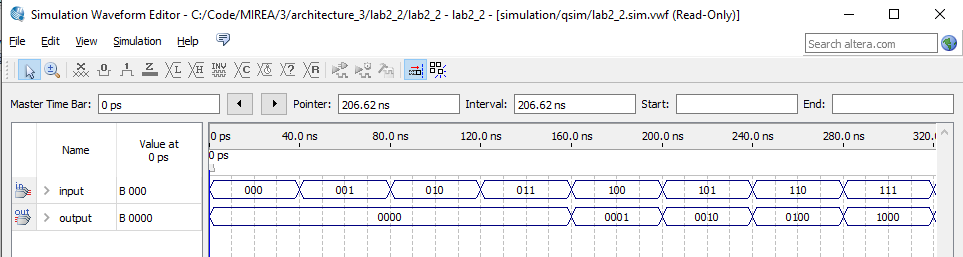 Simulation Waveform Editor - C:/Code/MIREA/3/architecture_3/lab2_2/lab2_2 - lab2_2 - [simulation/qsim/lab2_2.sim.vwf (Read-Only)]
File Edit View Simulation Help Search altera.com
Master Time Bar: 0 ps Pointer: 206.62 ns Interval: 206.62 ns Start: End:
Name Value at 0 ps 40.0 ns 80.0 ns 120.0 ns 160.0 ns 200.0 ns 240.0 ns 280.0 ns 320.
0 ps
0 ps
input B 000 000 001 010 011 100 101 110 111
output B 0000 0000 0001 0010 0100 1000